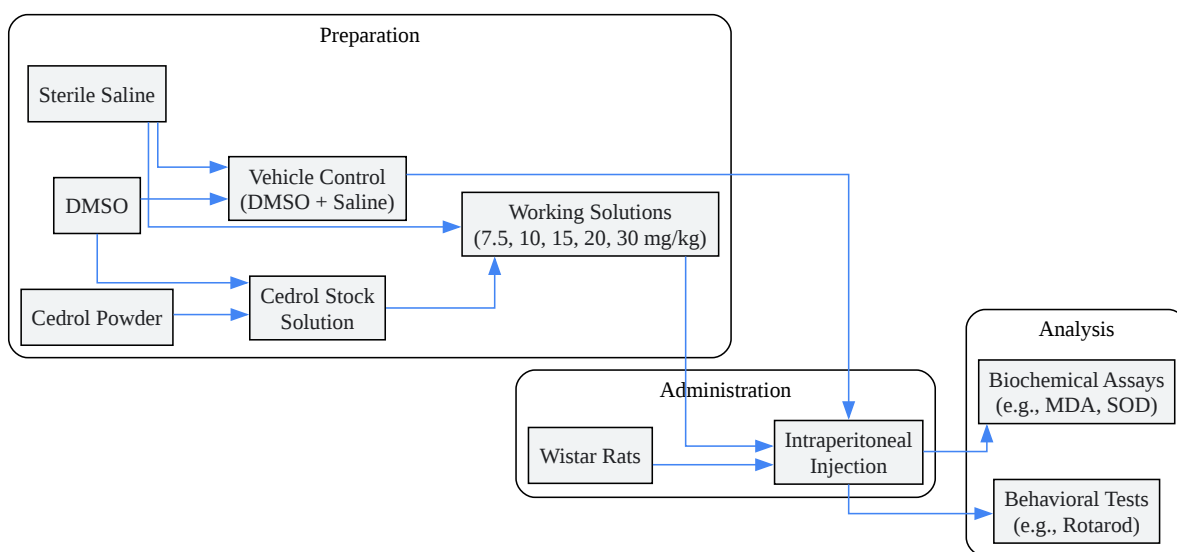 Preparation
Sterile Saline
Vehicle Control
(DMSO + Saline)
DMSO
Working Solutions
(7.5, 10, 15, 20, 30 mg/kg)
Cedrol Powder
Cedrol Stock
Solution
Administration
Wistar Rats
Intraperitoneal
Injection
Analysis
Biochemical Assays
(e.g., MDA, SOD)
Behavioral Tests
(e.g., Rotarod)